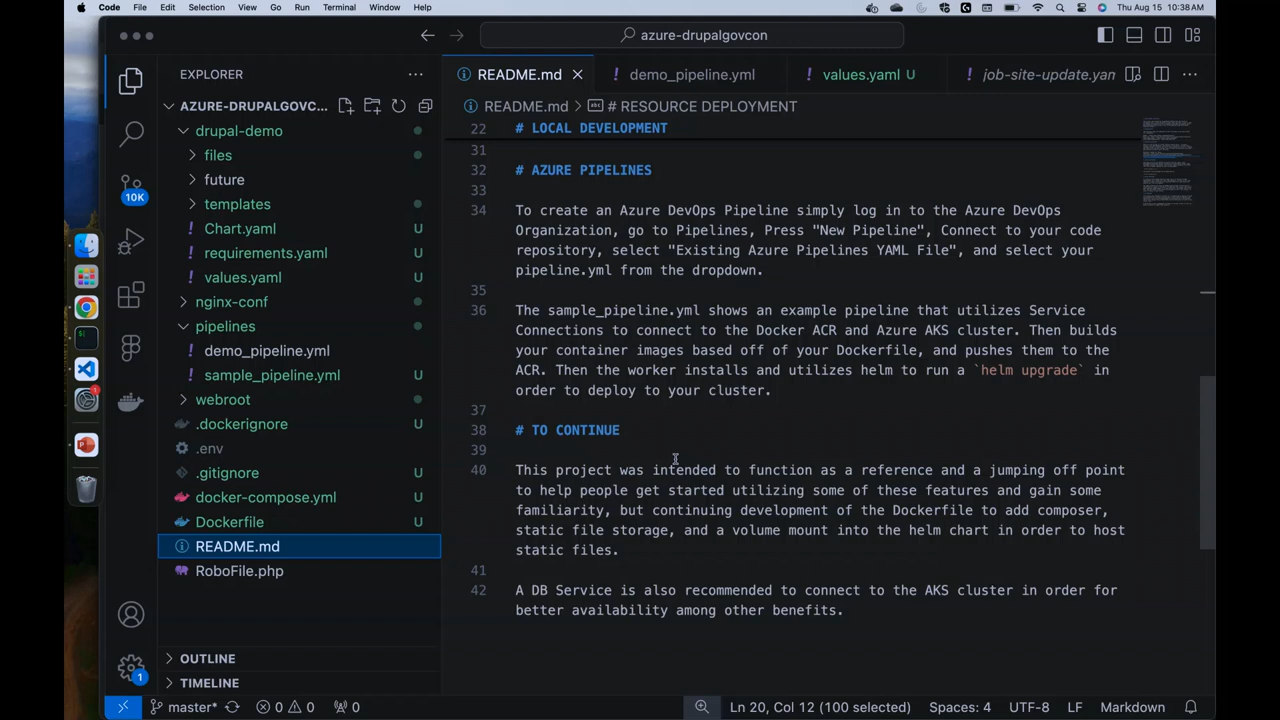 Code File Edit Selection View Go Run Terminal Window Help Thu Aug 15 10:38 AM
azure-drupalgovcon
EXPLORER
README.md demo_pipeline.yml values.yaml U job-site-update.yan
README.md # RESOURCE DEPLOYMENT
AZURE-DRUPALGOVC...
drupal-demo
files
future
templates
Chart.yaml U
requirements.yaml U
values.yaml U
nginx-conf
pipelines
demo_pipeline.yml
sample_pipeline.yml U
webroot
.dockerignore U
.env
.gitignore U
docker-compose.yml U
Dockerfile U
README.md
RoboFile.php
OUTLINE
TIMELINE
10K
1
1
22 # LOCAL DEVELOPMENT
31
32 # AZURE PIPELINES
33
34 To create an Azure DevOps Pipeline simply log in to the Azure DevOps
Organization, go to Pipelines, Press "New Pipeline", Connect to your code
repository, select "Existing Azure Pipelines YAML File", and select your
pipeline.yml from the dropdown.
35
36 The sample_pipeline.yml shows an example pipeline that utilizes Service
Connections to connect to the Docker ACR and Azure AKS cluster. Then builds
your container images based off of your Dockerfile, and pushes them to the
ACR. Then the worker installs and utilizes helm to run a `helm upgrade` in
order to deploy to your cluster.
37
38 # TO CONTINUE
39
40 This project was intended to function as a reference and a jumping off point
to help people get started utilizing some of these features and gain some
familiarity, but continuing development of the Dockerfile to add composer,
static file storage, and a volume mount into the helm chart in order to host
static files.
41
42 A DB Service is also recommended to connect to the AKS cluster in order for
better availability among other benefits.
master* 0 0 0 Ln 20, Col 12 (100 selected) Spaces: 4 UTF-8 LF Markdown